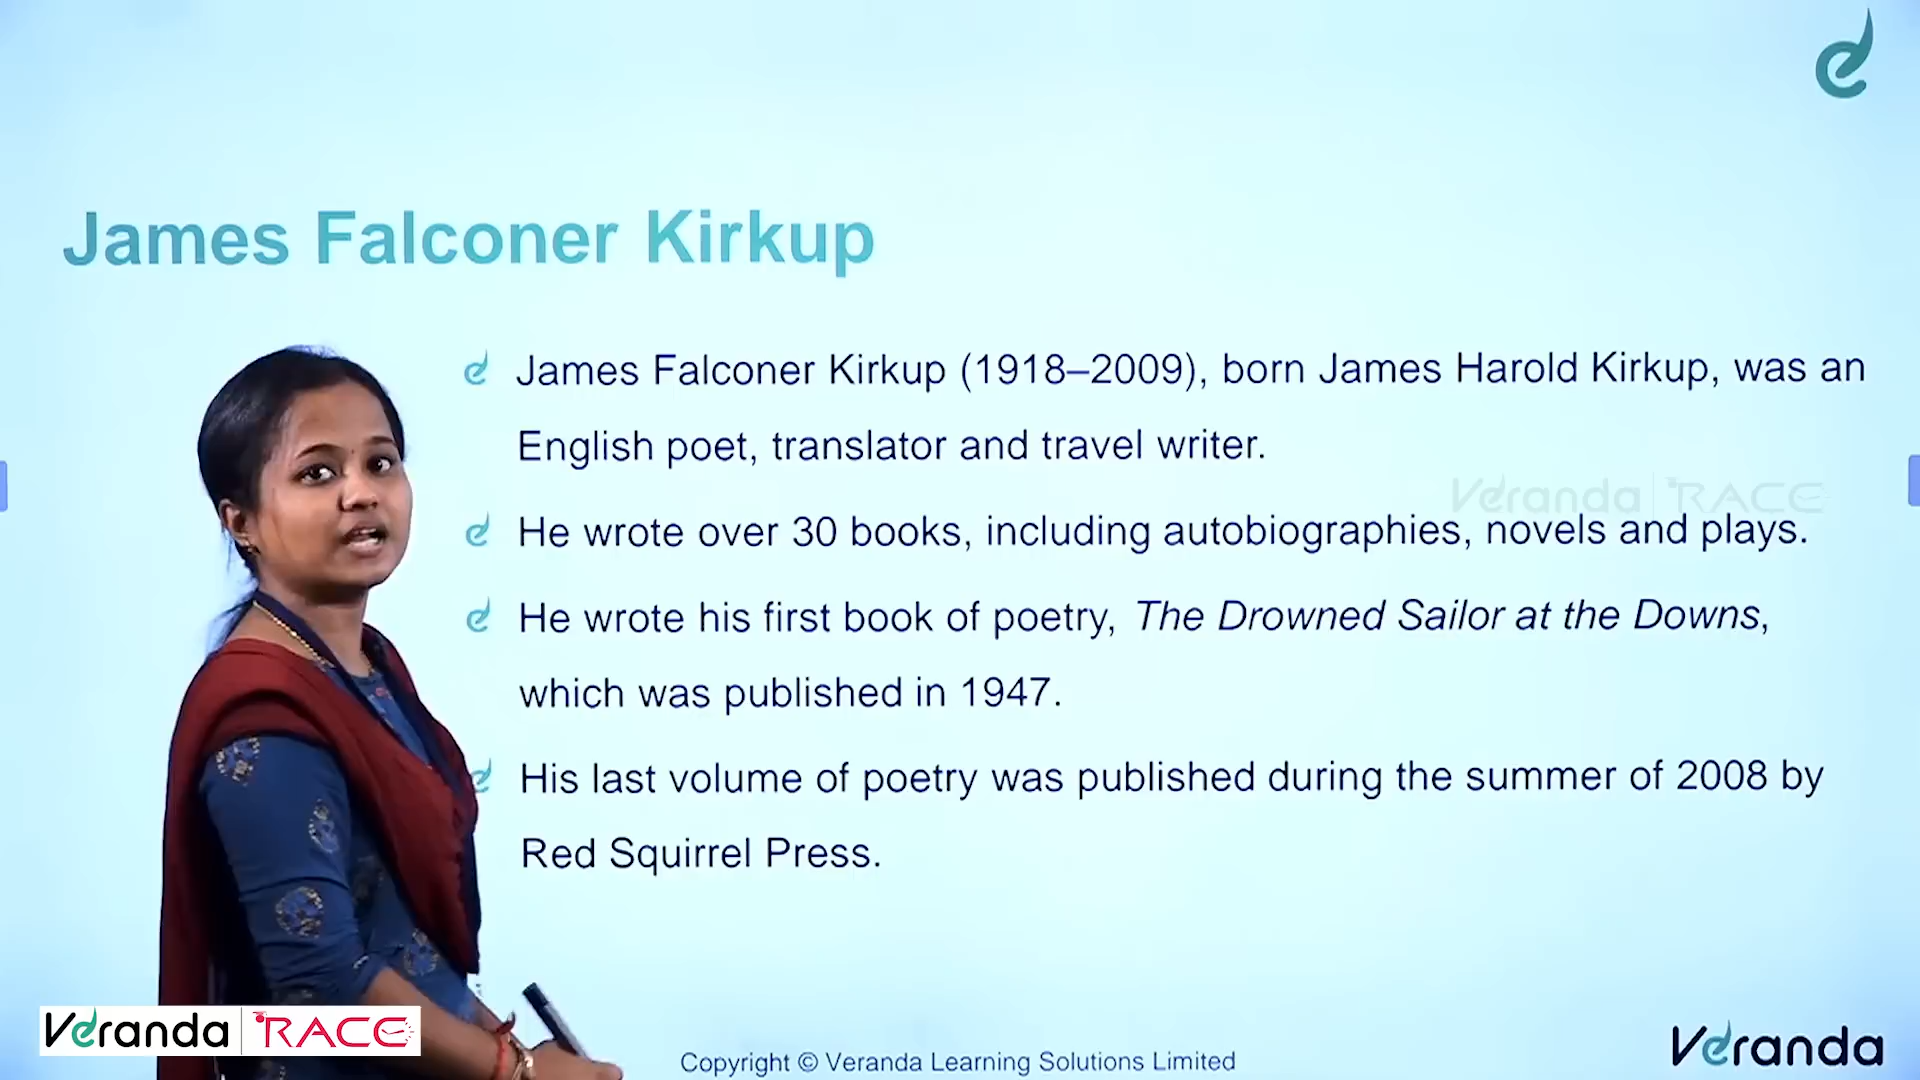 James Falconer Kirkup
James Falconer Kirkup (1918–2009), born James Harold Kirkup, was an
English poet, translator and travel writer.
Veranda RACE
He wrote over 30 books, including autobiographies, novels and plays.
He wrote his first book of poetry, The Drowned Sailor at the Downs,
which was published in 1947.
His last volume of poetry was published during the summer of 2008 by
Red Squirrel Press.
Veranda RACE
Copyright © Veranda Learning Solutions Limited
Veranda